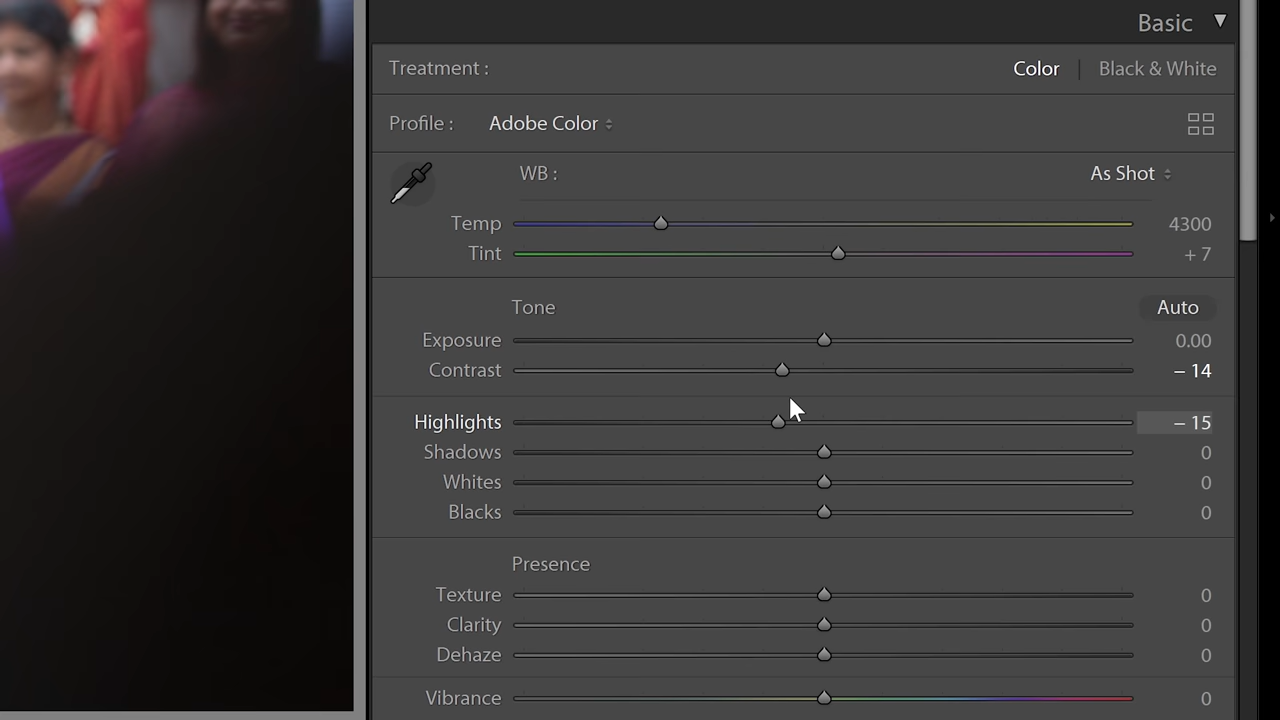 Basic ▼
Treatment : Color | Black & White
Profile : Adobe Color
WB : As Shot
Temp 4300
Tint + 7
Tone Auto
Exposure 0.00
Contrast – 14
Highlights – 15
Shadows 0
Whites 0
Blacks 0
Presence
Texture 0
Clarity 0
Dehaze 0
Vibrance 0